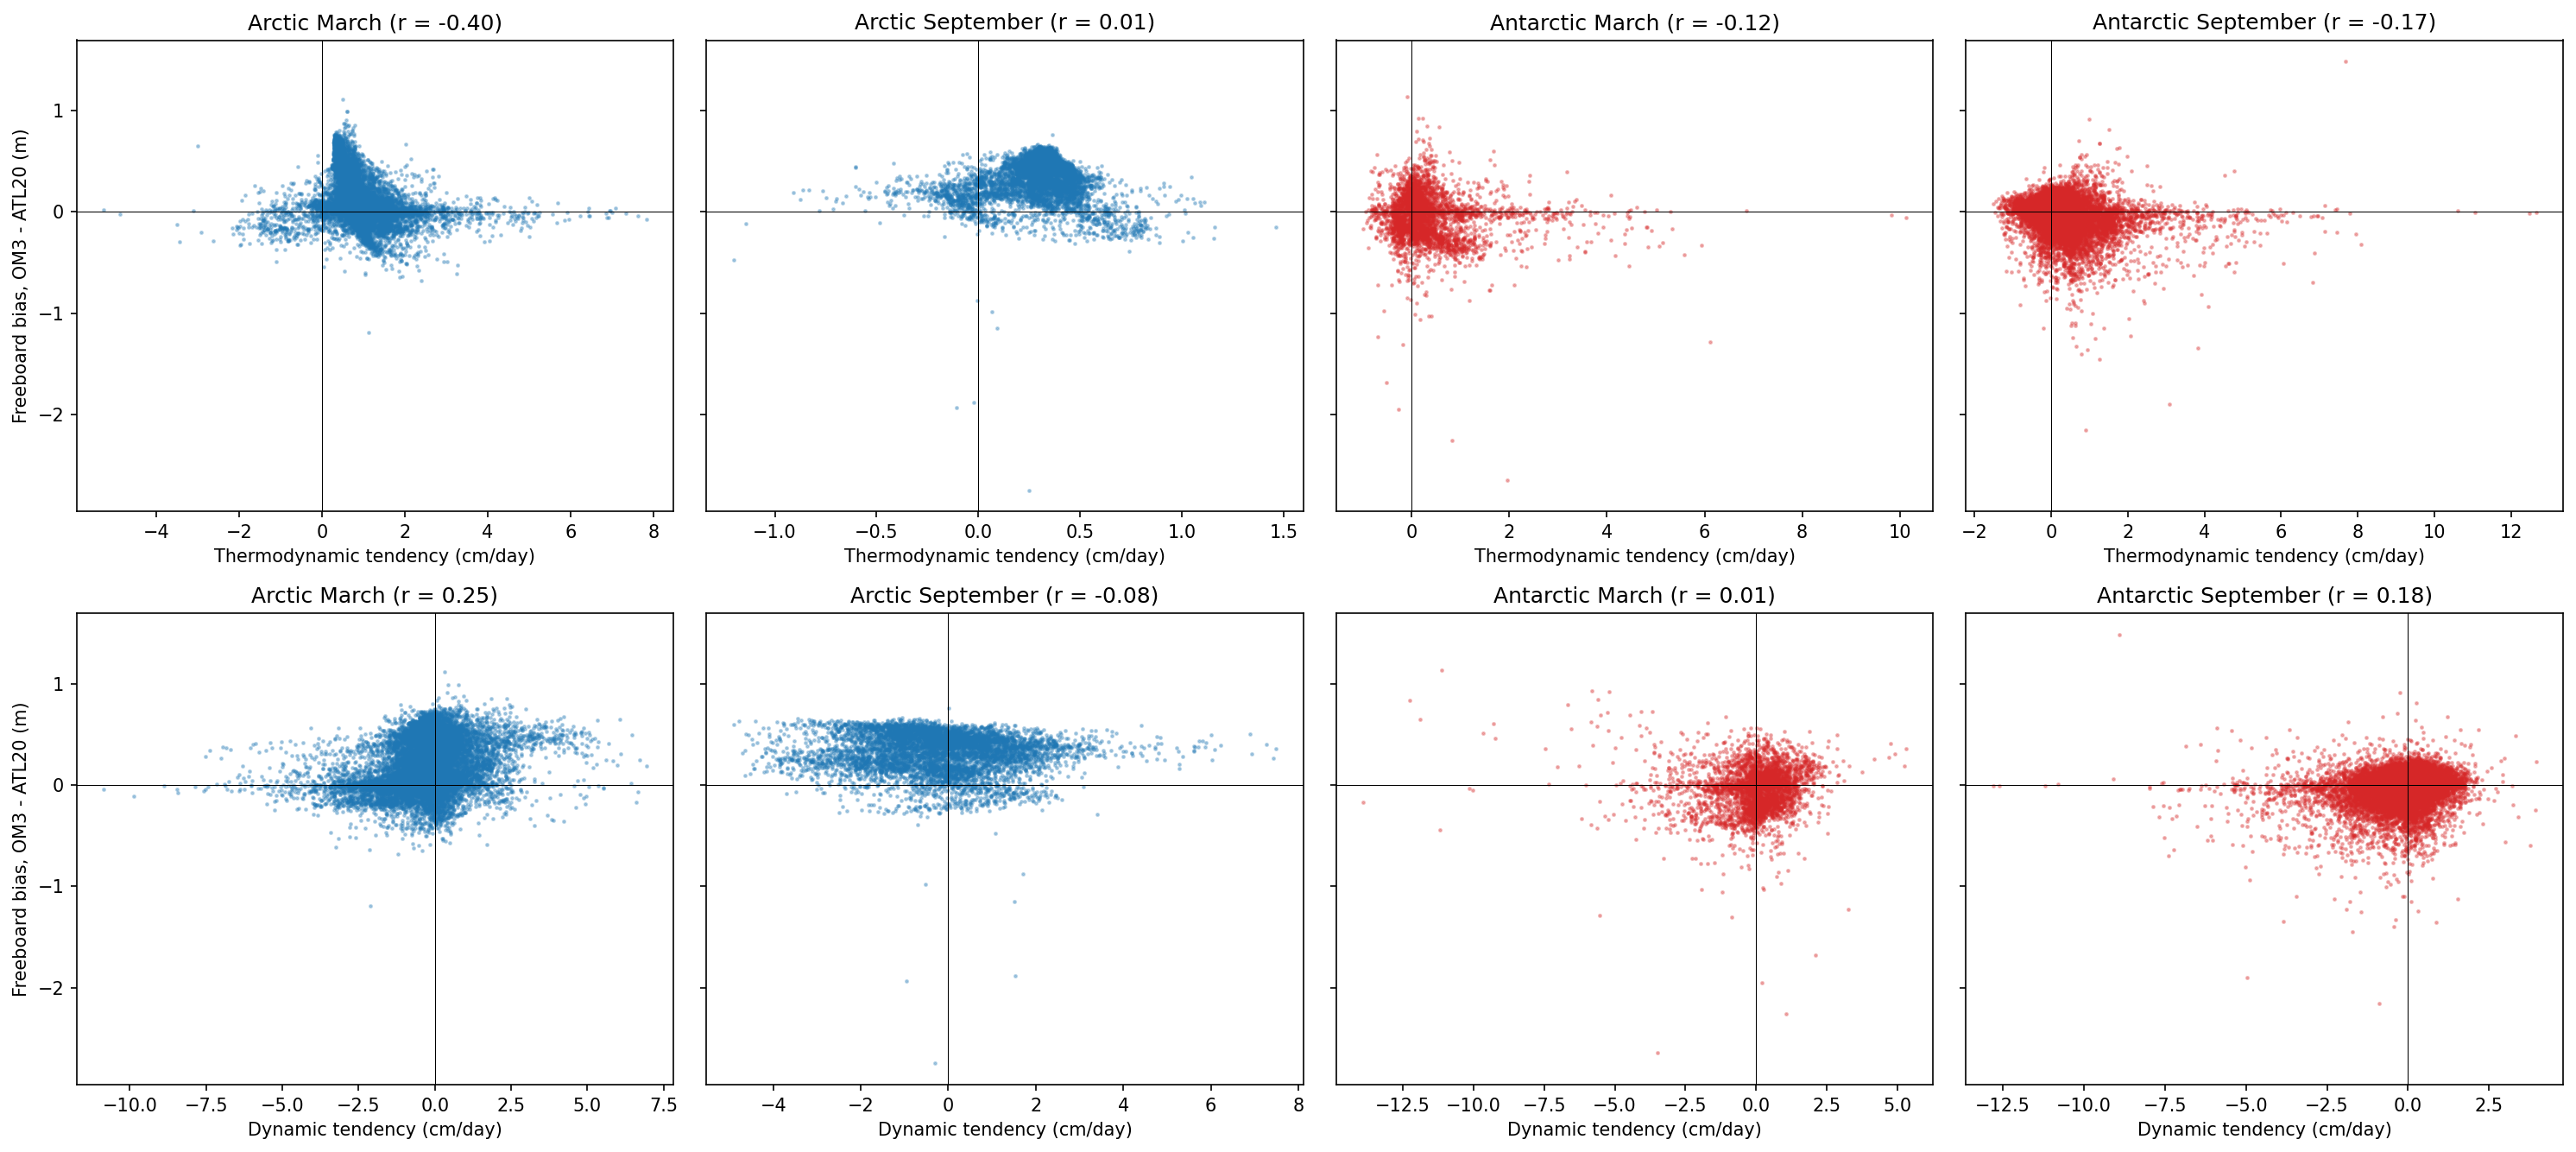 Arctic March (r = -0.40)
Arctic September (r = 0.01)
Antarctic March (r = -0.12)
Antarctic September (r = -0.17)
Freeboard bias, OM3 - ATL20 (m)
1
0
−1
−2
−4 −2 0 2 4 6 8
−1.0 −0.5 0.0 0.5 1.0 1.5
0 2 4 6 8 10
−2 0 2 4 6 8 10 12
Thermodynamic tendency (cm/day)
Thermodynamic tendency (cm/day)
Thermodynamic tendency (cm/day)
Thermodynamic tendency (cm/day)
Arctic March (r = 0.25)
Arctic September (r = -0.08)
Antarctic March (r = 0.01)
Antarctic September (r = 0.18)
Freeboard bias, OM3 - ATL20 (m)
1
0
−1
−2
−10.0 −7.5 −5.0 −2.5 0.0 2.5 5.0 7.5
−4 −2 0 2 4 6 8
−12.5 −10.0 −7.5 −5.0 −2.5 0.0 2.5 5.0
−12.5 −10.0 −7.5 −5.0 −2.5 0.0 2.5
Dynamic tendency (cm/day)
Dynamic tendency (cm/day)
Dynamic tendency (cm/day)
Dynamic tendency (cm/day)